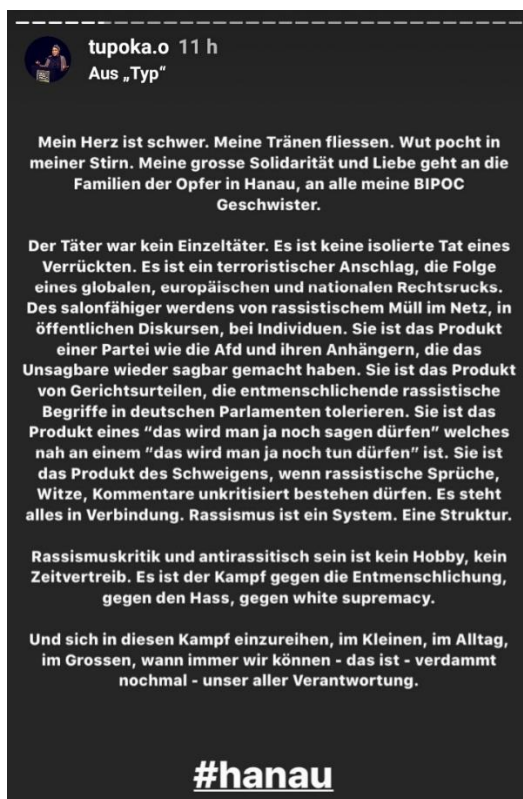 tupoka.o 11 h
Aus „Typ“
Mein Herz ist schwer. Meine Tränen fliessen. Wut pocht in
meiner Stirn. Meine grosse Solidarität und Liebe geht an die
Familien der Opfer in Hanau, an alle meine BIPOC
Geschwister.
Der Täter war kein Einzeltäter. Es ist keine isolierte Tat eines
Verrückten. Es ist ein terroristischer Anschlag, die Folge
eines globalen, europäischen und nationalen Rechtsrucks.
Des salonfähiger werdens von rassistischem Müll im Netz, in
öffentlichen Diskursen, bei Individuen. Sie ist das Produkt
einer Partei wie die Afd und ihren Anhängern, die das
Unsagbare wieder sagbar gemacht haben. Sie ist das Produkt
von Gerichtsurteilen, die entmenschlichende rassistische
Begriffe in deutschen Parlamenten tolerieren. Sie ist das
Produkt eines “das wird man ja noch sagen dürfen” welches
nah an einem “das wird man ja noch tun dürfen” ist. Sie ist
das Produkt des Schweigens, wenn rassistische Sprüche,
Witze, Kommentare unkritisiert bestehen dürfen. Es steht
alles in Verbindung. Rassismus ist ein System. Eine Struktur.
Rassismuskritik und antirassitisch sein ist kein Hobby, kein
Zeitvertreib. Es ist der Kampf gegen die Entmenschlichung,
gegen den Hass, gegen white supremacy.
Und sich in diesen Kampf einzureihen, im Kleinen, im Alltag,
im Grossen, wann immer wir können - das ist - verdammt
nochmal - unser aller Verantwortung.
#hanau